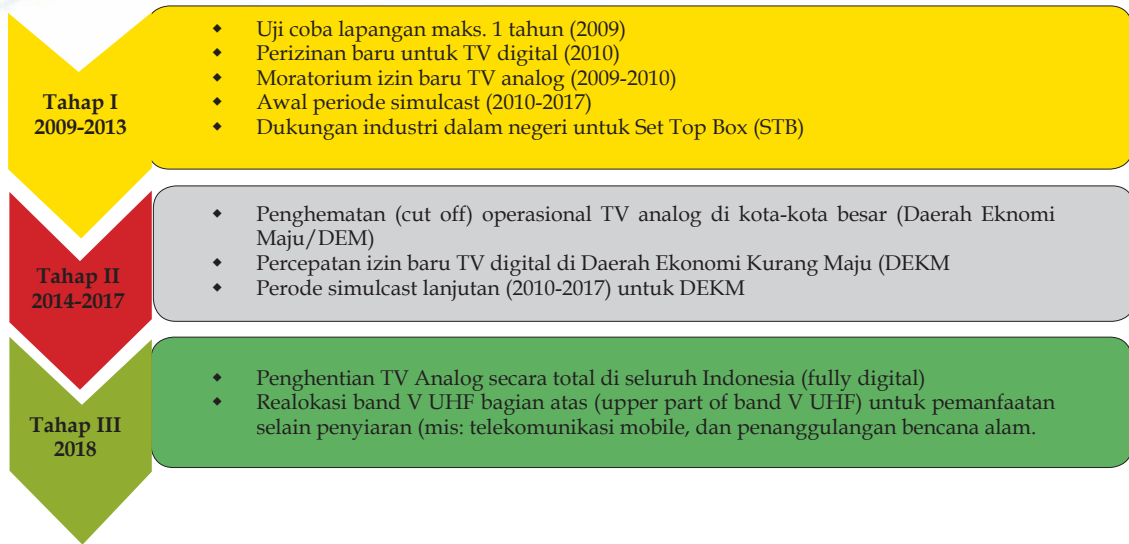 Tahap I
2009-2013
◆ Uji coba lapangan maks. 1 tahun (2009)
◆ Perizinan baru untuk TV digital (2010)
◆ Moratorium izin baru TV analog (2009-2010)
◆ Awal periode simulcast (2010-2017)
◆ Dukungan industri dalam negeri untuk Set Top Box (STB)
Tahap II
2014-2017
◆ Penghematan (cut off) operasional TV analog di kota-kota besar (Daerah Eknomi
Maju/DEM)
◆ Percepatan izin baru TV digital di Daerah Ekonomi Kurang Maju (DEKM
◆ Perode simulcast lanjutan (2010-2017) untuk DEKM
Tahap III
2018
◆ Penghentian TV Analog secara total di seluruh Indonesia (fully digital)
◆ Realokasi band V UHF bagian atas (upper part of band V UHF) untuk pemanfaatan
selain penyiaran (mis: telekomunikasi mobile, dan penanggulangan bencana alam.